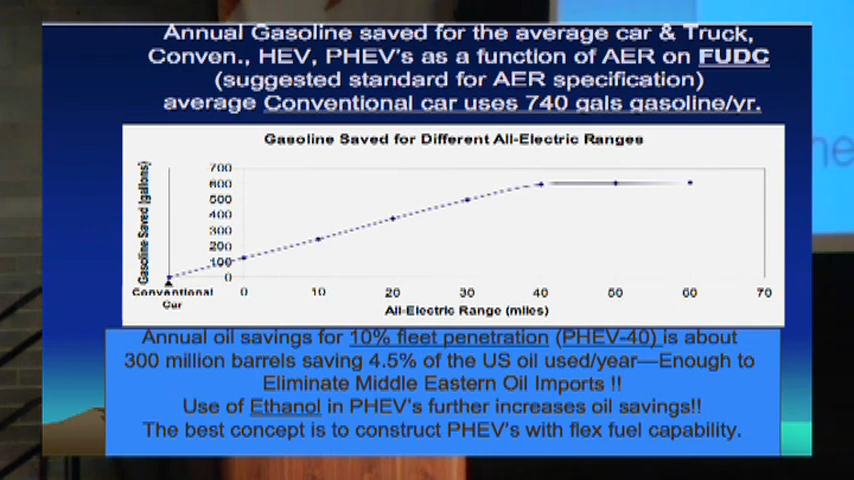 Annual Gasoline saved for the average car & Truck,
Conven., HEV, PHEV's as a function of AER on FUDC
(suggested standard for AER specification)
average Conventional car uses 740 gals gasoline/yr.
Gasoline Saved for Different All-Electric Ranges
Gasoline Saved (gallons)
700
600
500
400
300
200
100
0
Conventional
Car
0 10 20 30 40 50 60 70
All-Electric Range (miles)
Annual oil savings for 10% fleet penetration (PHEV-40) is about
300 million barrels saving 4.5% of the US oil used/year—Enough to
Eliminate Middle Eastern Oil Imports !!
Use of Ethanol in PHEV's further increases oil savings!!
The best concept is to construct PHEV's with flex fuel capability.